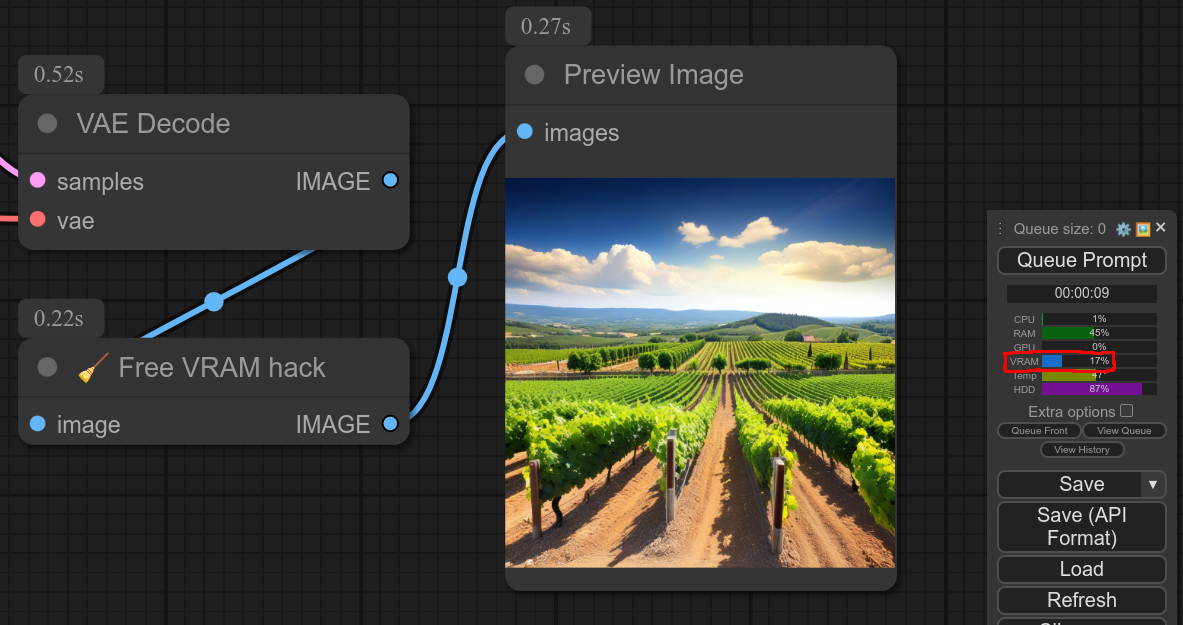 0.52s
VAE Decode
samples IMAGE
vae
0.22s
Free VRAM hack
image IMAGE
0.27s
Preview Image
images
Queue size: 0
Queue Prompt
00:00:09
CPU 1%
RAM 45%
GPU 0%
VRAM 17%
Temp 47°
HDD 87%
Extra options
Queue Front View Queue
View History
Save
Save (API
Format)
Load
Refresh